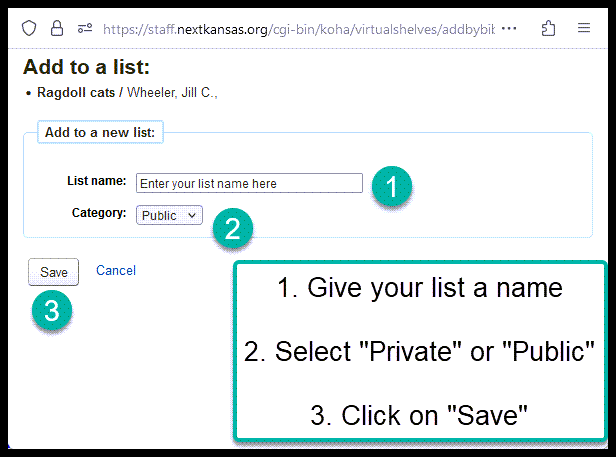 https://staff.nextkansas.org/cgi-bin/koha/virtualshelves/addbybib
Add to a list:
• Ragdoll cats / Wheeler, Jill C.,
Add to a new list:
List name: Enter your list name here
1
Category: Public
2
Save Cancel
3
1. Give your list a name
2. Select "Private" or "Public"
3. Click on "Save"